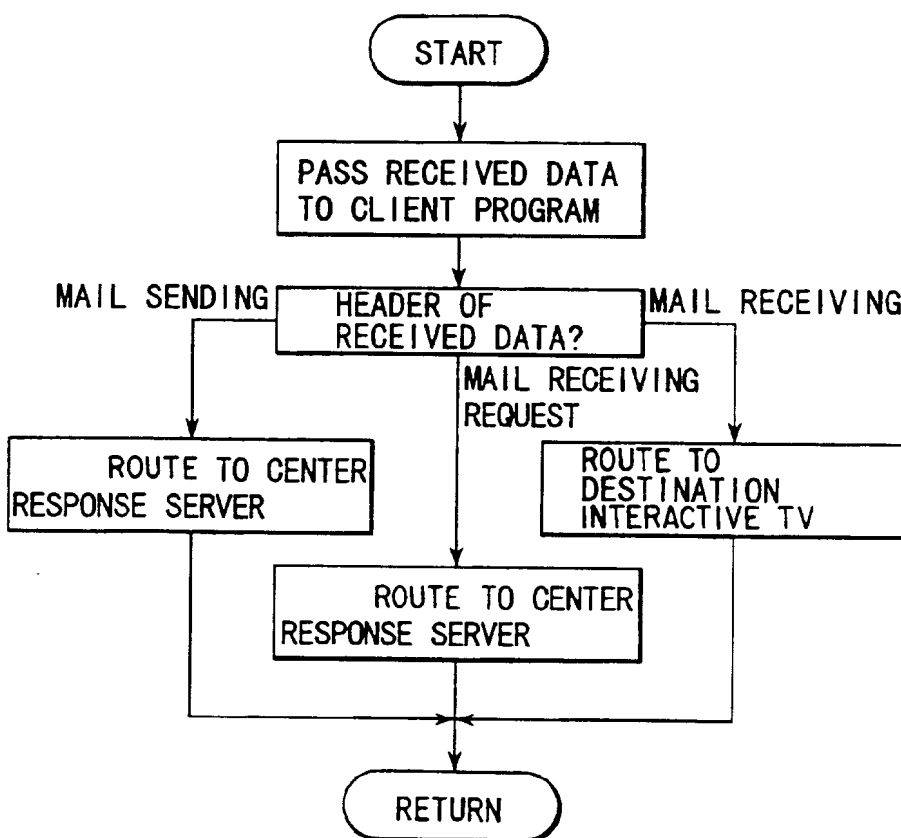 START
PASS RECEIVED DATA
TO CLIENT PROGRAM
MAIL SENDING
HEADER OF
RECEIVED DATA?
MAIL RECEIVING
MAIL RECEIVING
REQUEST
ROUTE TO CENTER
RESPONSE SERVER
ROUTE TO
DESTINATION
INTERACTIVE TV
ROUTE TO CENTER
RESPONSE SERVER
RETURN